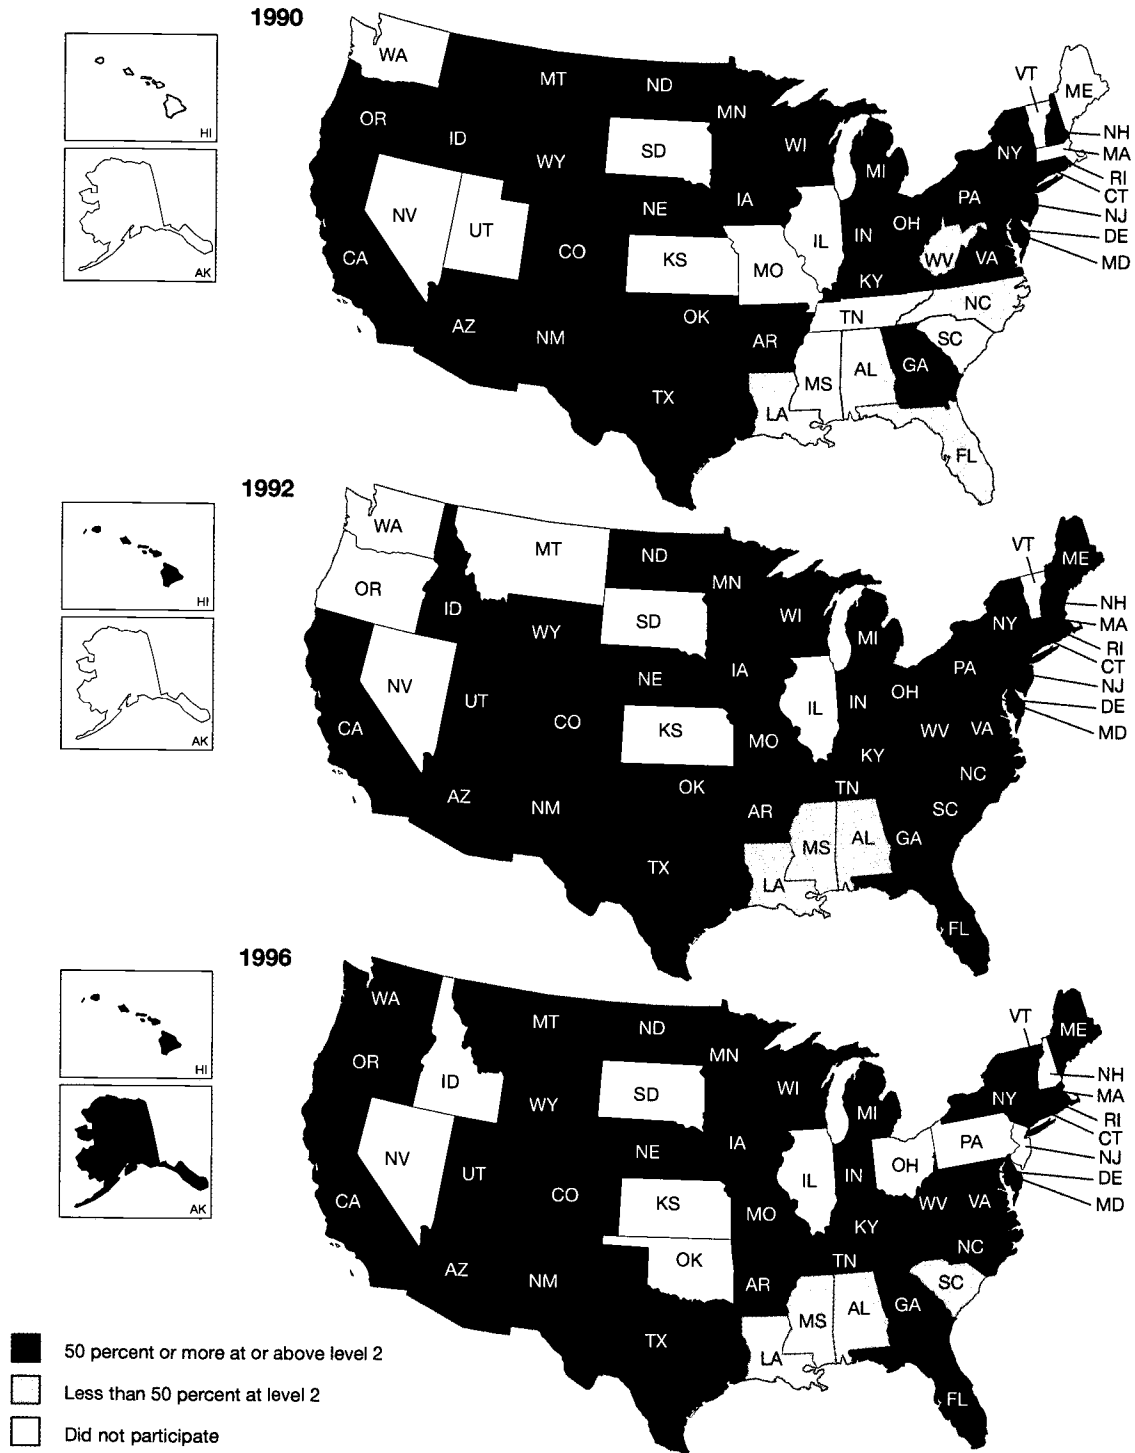 1990
HI
AK
WA
MT
ND
MN
VT
ME
OR
ID
WY
SD
WI
MI
NY
NH
MA
RI
CT
NJ
DE
MD
NV
UT
NE
IA
PA
OH
IN
IL
CA
CO
KS
MO
WV
VA
KY
AZ
NM
OK
AR
TN
NC
SC
TX
LA
MS
AL
GA
FL
1992
HI
AK
WA
MT
ND
MN
VT
ME
OR
ID
WY
SD
WI
MI
NY
NH
MA
RI
CT
NJ
DE
MD
NV
UT
NE
IA
PA
OH
IN
IL
CA
CO
KS
MO
WV
VA
KY
AZ
NM
OK
AR
TN
NC
SC
TX
LA
MS
AL
GA
FL
1996
HI
AK
WA
MT
ND
MN
VT
ME
OR
ID
WY
SD
WI
MI
NY
NH
MA
RI
CT
NJ
DE
MD
NV
UT
NE
IA
PA
OH
IN
IL
CA
CO
KS
MO
WV
VA
KY
AZ
NM
OK
AR
TN
NC
SC
TX
LA
MS
AL
GA
FL
50 percent or more at or above level 2
Less than 50 percent at level 2
Did not participate